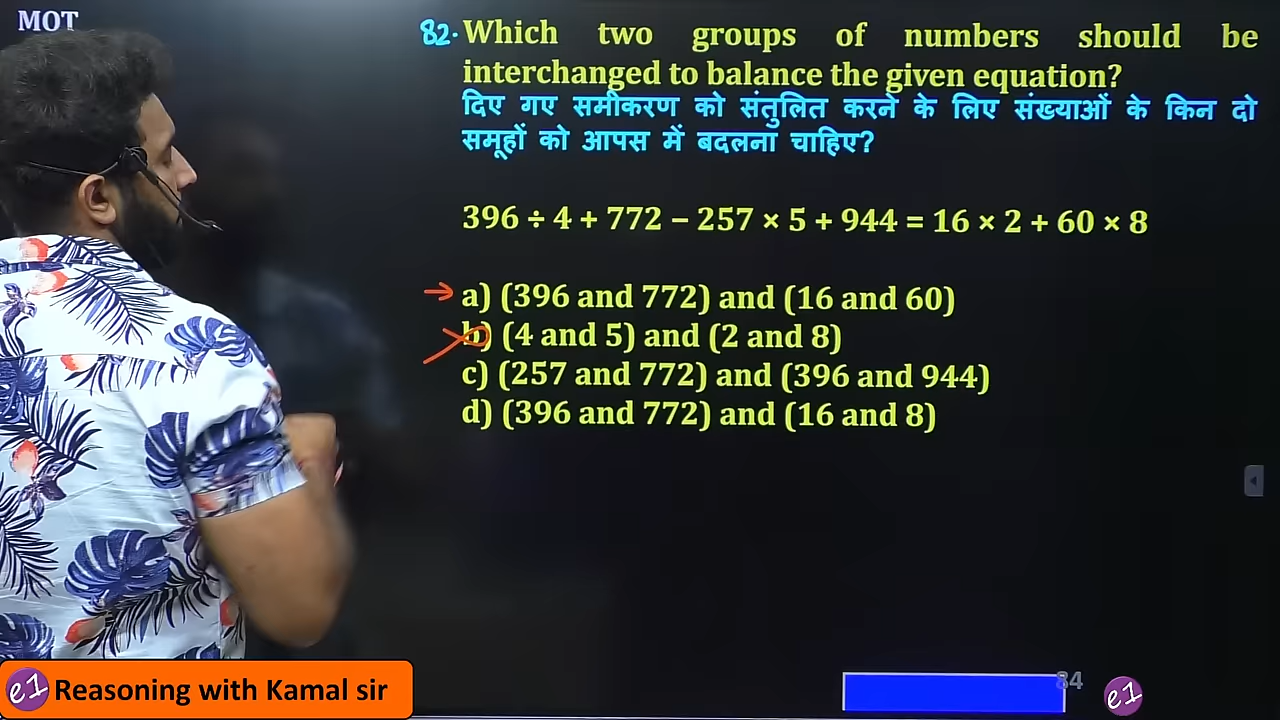 MOT
82. Which two groups of numbers should be
interchanged to balance the given equation?
दिए गए समीकरण को संतुलित करने के लिए संख्याओं के किन दो
समूहों को आपस में बदलना चाहिए?
396 ÷ 4 + 772 − 257 × 5 + 944 = 16 × 2 + 60 × 8
a) (396 and 772) and (16 and 60)
b) (4 and 5) and (2 and 8)
c) (257 and 772) and (396 and 944)
d) (396 and 772) and (16 and 8)
84
e1 Reasoning with Kamal sir
e1